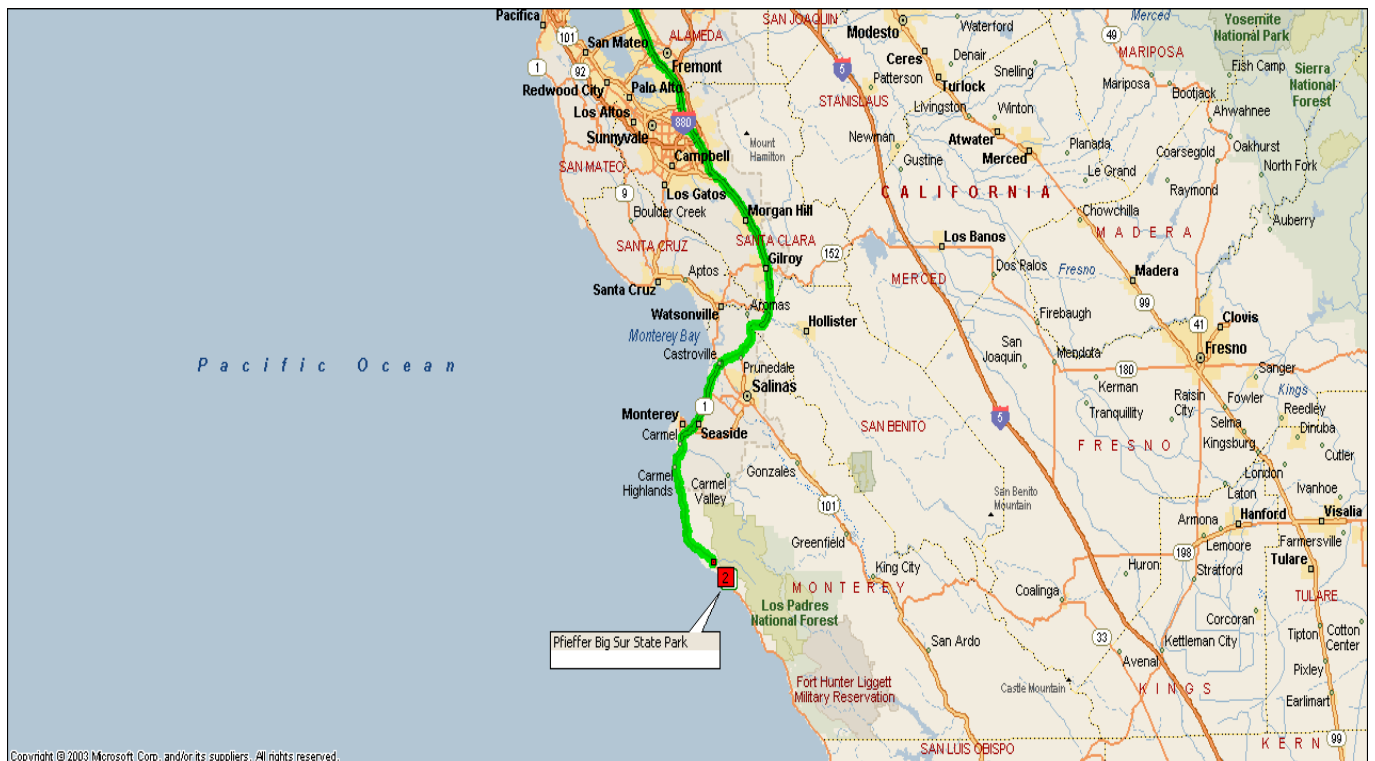 Pacifica
101
San Mateo
ALAMEDA
Fremont
1
92
Redwood City
Palo Alto
Los Altos
880
Sunnyvale
Campbell
SAN MATEO
Los Gatos
9
Boulder Creek
Mount
Hamilton
Morgan Hill
SANTA CRUZ
SANTA CLARA
Gilroy
152
Aptos
Santa Cruz
Watsonville
Aromas
Hollister
Monterey Bay
Castroville
Prunedale
Salinas
1
Monterey
Seaside
Carmel
Carmel
Highlands
Carmel
Valley
Gonzales
101
Greenfield
King City
MONTEREY
Los Padres
National Forest
2
Pfieffer Big Sur State Park
San Ardo
Fort Hunter Liggett
Military Reservation
SAN LUIS OBISPO
Pacific Ocean
SAN JOAQUIN
Modesto
Waterford
Merced
49
Yosemite
National Park
MARIPOSA
Fish Camp
Sierra
National
Forest
5
Ceres
Denair
Snelling
Patterson
Turlock
Mariposa
Bootjack
STANISLAUS
Livingston
Winton
Ahwahnee
Newman
Atwater
Merced
Planada
Coarsegold
Oakhurst
Gustine
Le Grand
North Fork
CALIFORNIA
Raymond
Chowchilla
Auberry
MADERA
Los Banos
Dos Palos
Fresno
Madera
MERCED
99
Firebaugh
41
Clovis
San
Joaquin
Mendota
Fresno
180
Sanger
Kerman
Kings
Tranquillity
Raisin
City
Fowler
Reedley
5
Selma
Dinuba
SAN BENITO
FRESNO
Kingsburg
Cutler
London
San Benito
Mountain
Laton
Ivanhoe
Armona
Hanford
Visalia
198
Lemoore
Farmersville
Huron
Stratford
Tulare
Coalinga
TULARE
Corcoran
33
Kettleman City
Tipton
Cotton
Center
Avenal
Pixley
Castle Mountain
KINGS
Earlimart
KERN
99
Copyright © 2003 Microsoft Corp. and/or its suppliers. All rights reserved.